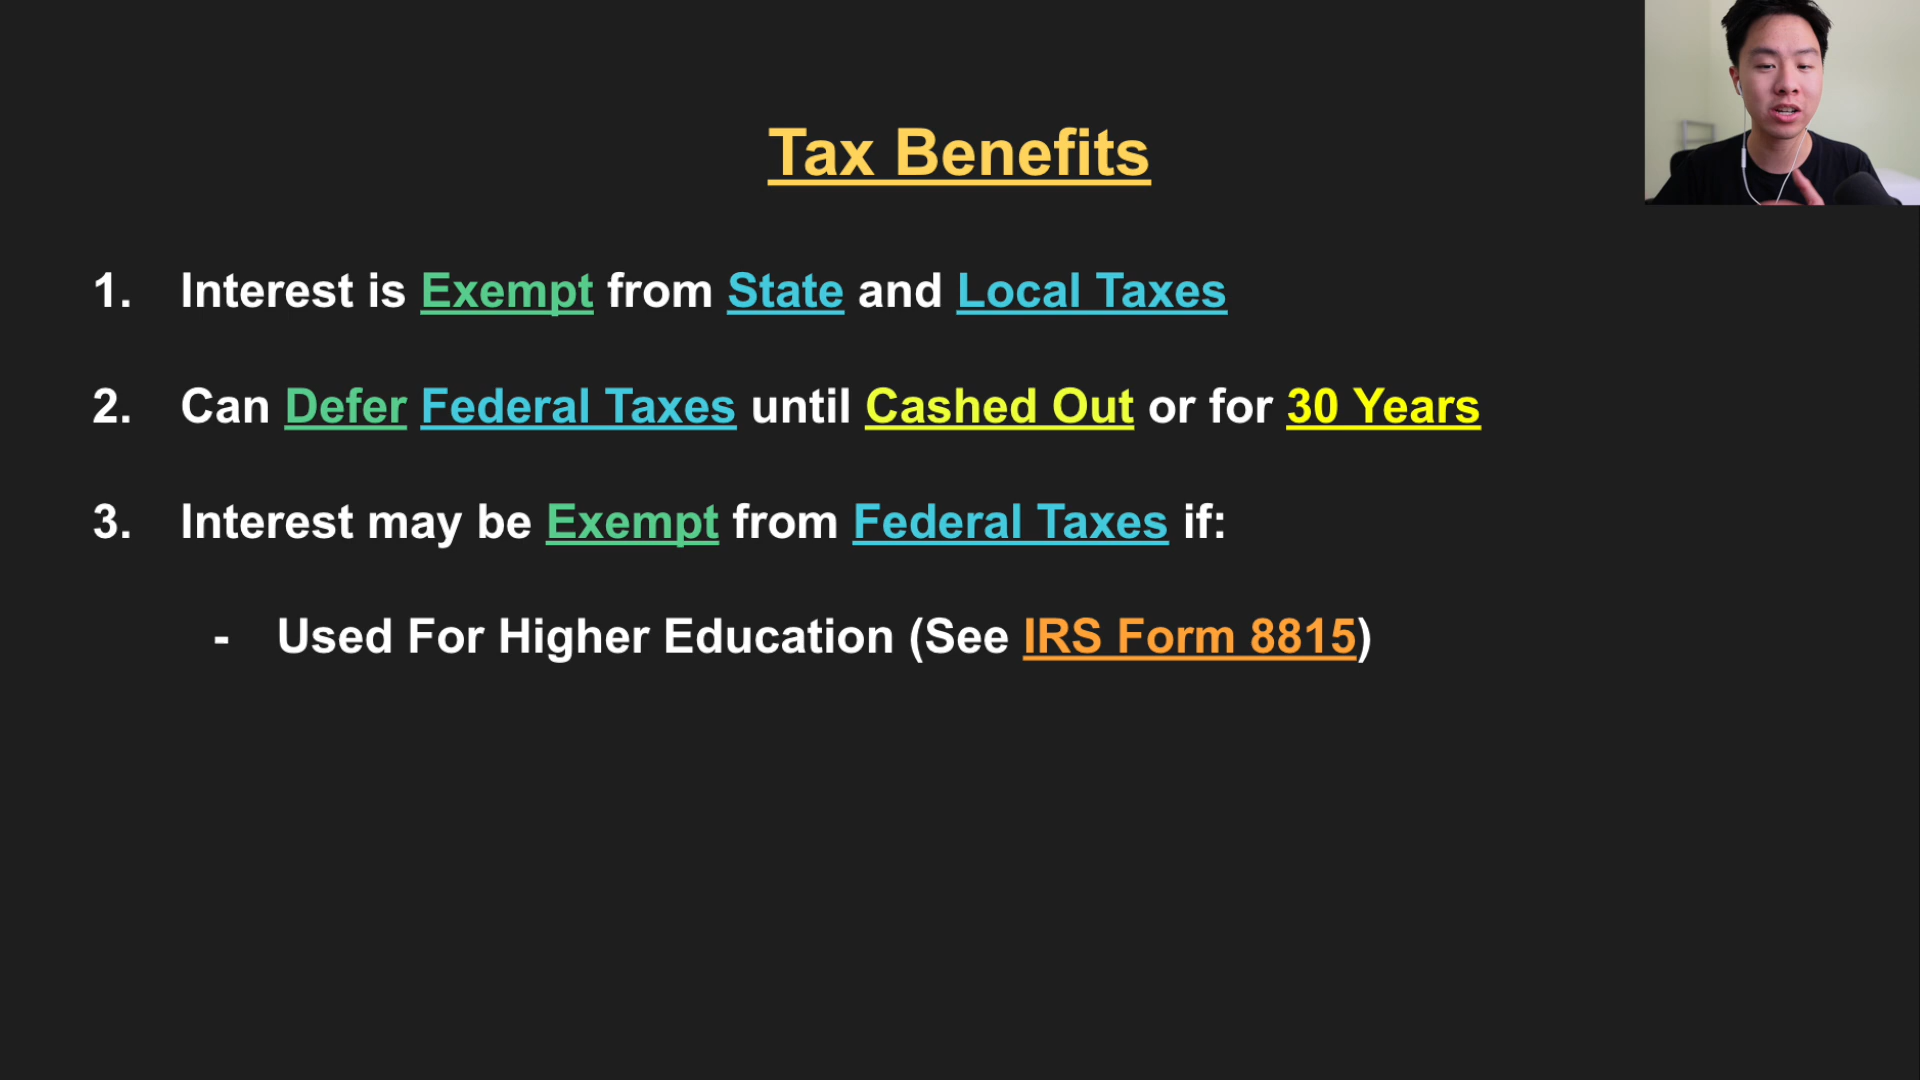 Tax Benefits
1. Interest is Exempt from State and Local Taxes
2. Can Defer Federal Taxes until Cashed Out or for 30 Years
3. Interest may be Exempt from Federal Taxes if:
- Used For Higher Education (See IRS Form 8815)